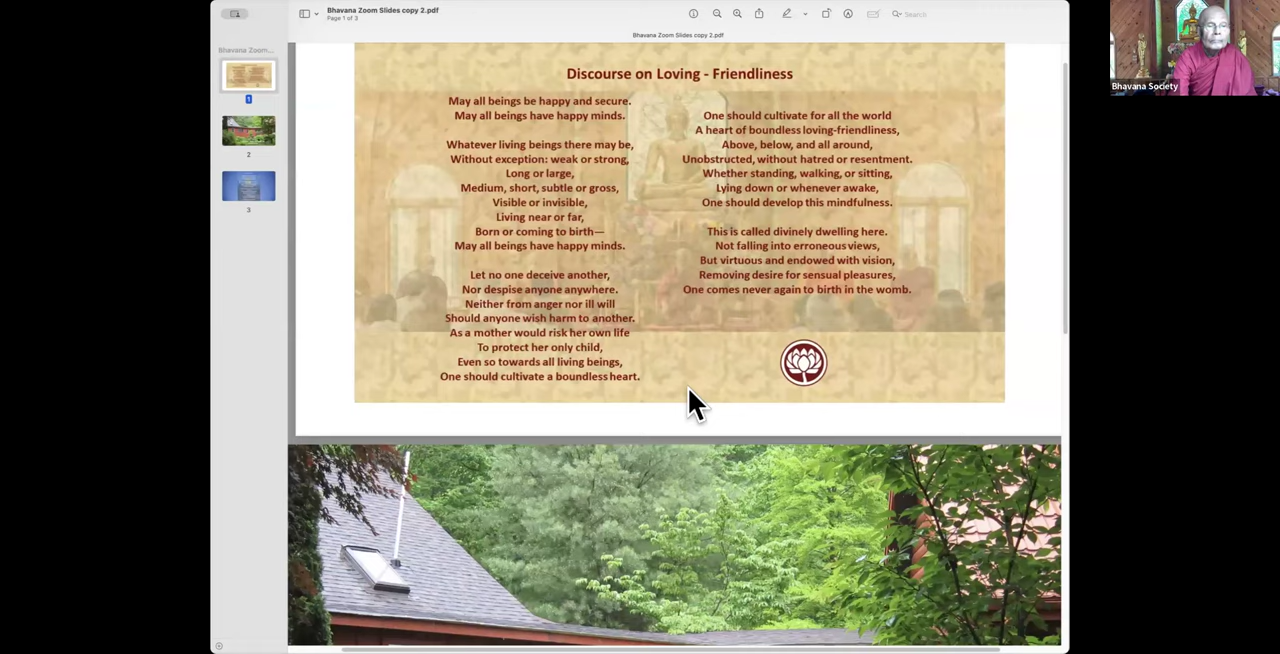 Bhavana Zoom Slides copy 2.pdf
Page 1 of 3
Search
Bhavana Zoom Slides copy 2.pdf
Bhavana Zoom...
1
2
3
Discourse on Loving - Friendliness
May all beings be happy and secure.
May all beings have happy minds.
Whatever living beings there may be,
Without exception: weak or strong,
Long or large,
Medium, short, subtle or gross,
Visible or invisible,
Living near or far,
Born or coming to birth—
May all beings have happy minds.
Let no one deceive another,
Nor despise anyone anywhere.
Neither from anger nor ill will
Should anyone wish harm to another.
As a mother would risk her own life
To protect her only child,
Even so towards all living beings,
One should cultivate a boundless heart.
One should cultivate for all the world
A heart of boundless loving-friendliness,
Above, below, and all around,
Unobstructed, without hatred or resentment.
Whether standing, walking, or sitting,
Lying down or whenever awake,
One should develop this mindfulness.
This is called divinely dwelling here.
Not falling into erroneous views,
But virtuous and endowed with vision,
Removing desire for sensual pleasures,
One comes never again to birth in the womb.
Bhavana Society